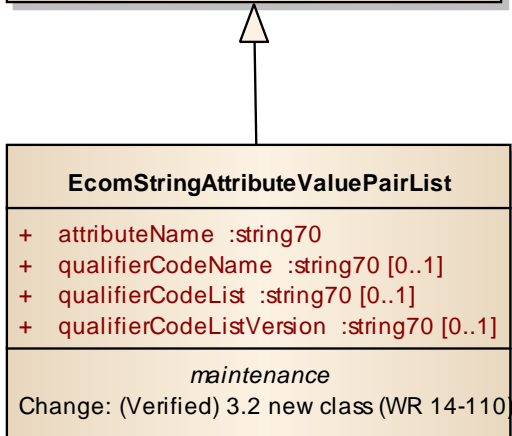 EcomStringAttributeValuePairList
+ attributeName :string70
+ qualifierCodeName :string70 [0..1]
+ qualifierCodeList :string70 [0..1]
+ qualifierCodeListVersion :string70 [0..1]
maintenance
Change: (Verified) 3.2 new class (WR 14-110)